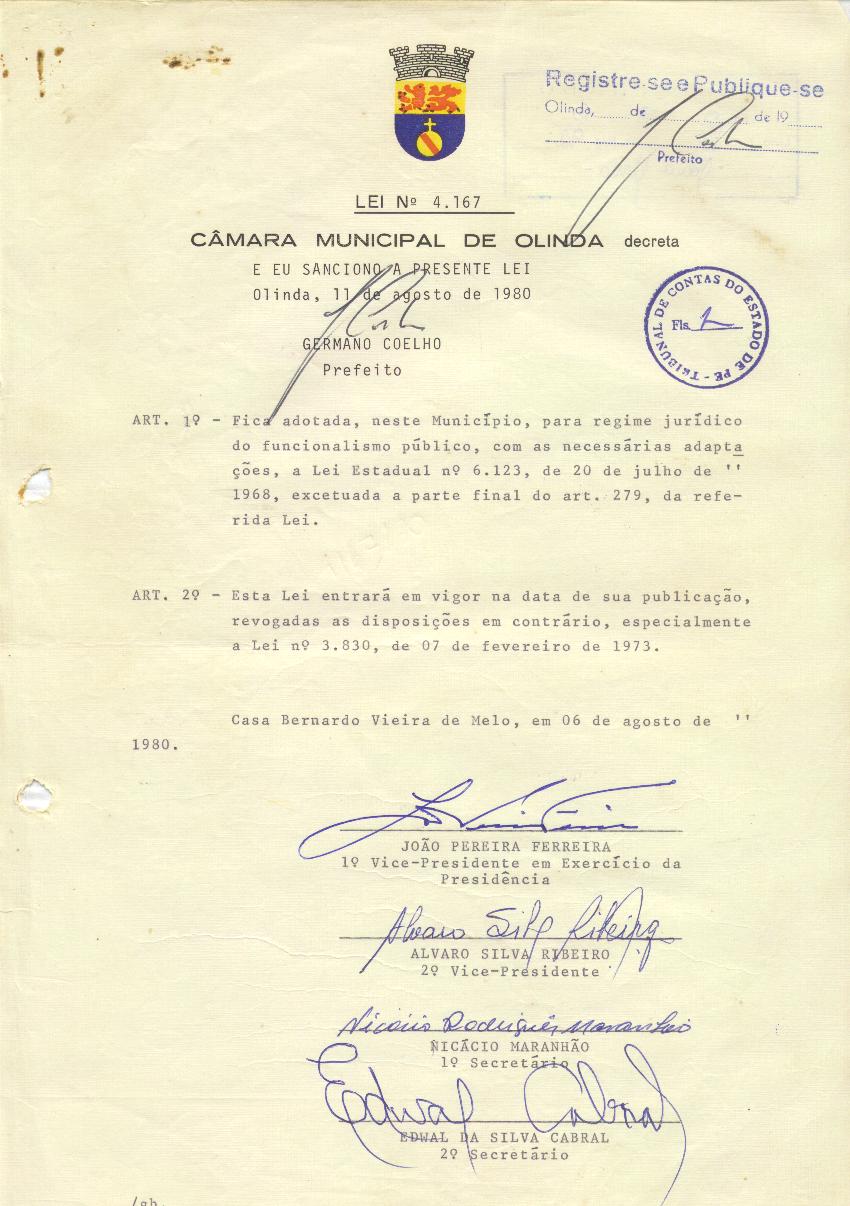 Registre-se e Publique-se
Olinda, de de 19
Prefeito
LEI Nº 4.167
CÂMARA MUNICIPAL DE OLINDA decreta
E EU SANCIONO A PRESENTE LEI
Olinda, 11 de agosto de 1980
TRIBUNAL DE CONTAS DO ESTADO DE PE -
Fls.
GERMANO COELHO
Prefeito
ART. 1º - Fica adotada, neste Município, para regime jurídico
do funcionalismo público, com as necessárias adapta
ções, a Lei Estadual nº 6.123, de 20 de julho de ''
1968, excetuada a parte final do art. 279, da refe-
rida Lei.
ART. 2º - Esta Lei entrará em vigor na data de sua publicação,
revogadas as disposições em contrário, especialmente
a Lei nº 3.830, de 07 de fevereiro de 1973.
Casa Bernardo Vieira de Melo, em 06 de agosto de ''
1980.
JOÃO PEREIRA FERREIRA
1º Vice-Presidente em Exercício da
Presidência
Alvaro Silva Ribeiro
ALVARO SILVA RIBEIRO
2º Vice-Presidente
Nicácio Rodrigues Maranhão
NICÁCIO MARANHÃO
1º Secretário
Edwal Cabral
EDWAL DA SILVA CABRAL
2º Secretário